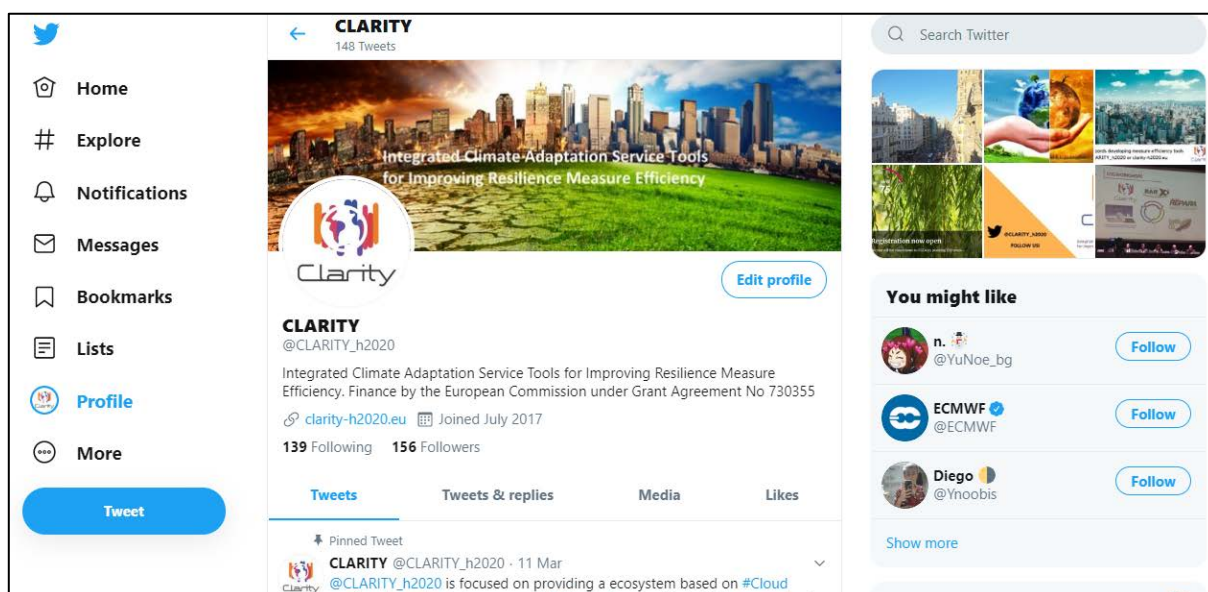 Home
Explore
Notifications
Messages
Bookmarks
Lists
Profile
More
Tweet
CLARITY
148 Tweets
Integrated Climate Adaptation Service Tools
for Improving Resilience Measure Efficiency
Clarity
Edit profile
CLARITY
@CLARITY_h2020
Integrated Climate Adaptation Service Tools for Improving Resilience Measure
Efficiency. Finance by the European Commission under Grant Agreement No 730355
clarity-h2020.eu Joined July 2017
139 Following 156 Followers
Tweets Tweets & replies Media Likes
Pinned Tweet
CLARITY @CLARITY_h2020 · 11 Mar
@CLARITY_h2020 is focused on providing a ecosystem based on #Cloud
Search Twitter
Registration now open
@CLARITY_h2020
FOLLOW US!
You might like
n.
@YuNoe_bg
Follow
ECMWF
@ECMWF
Follow
Diego
@Ynoobis
Follow
Show more